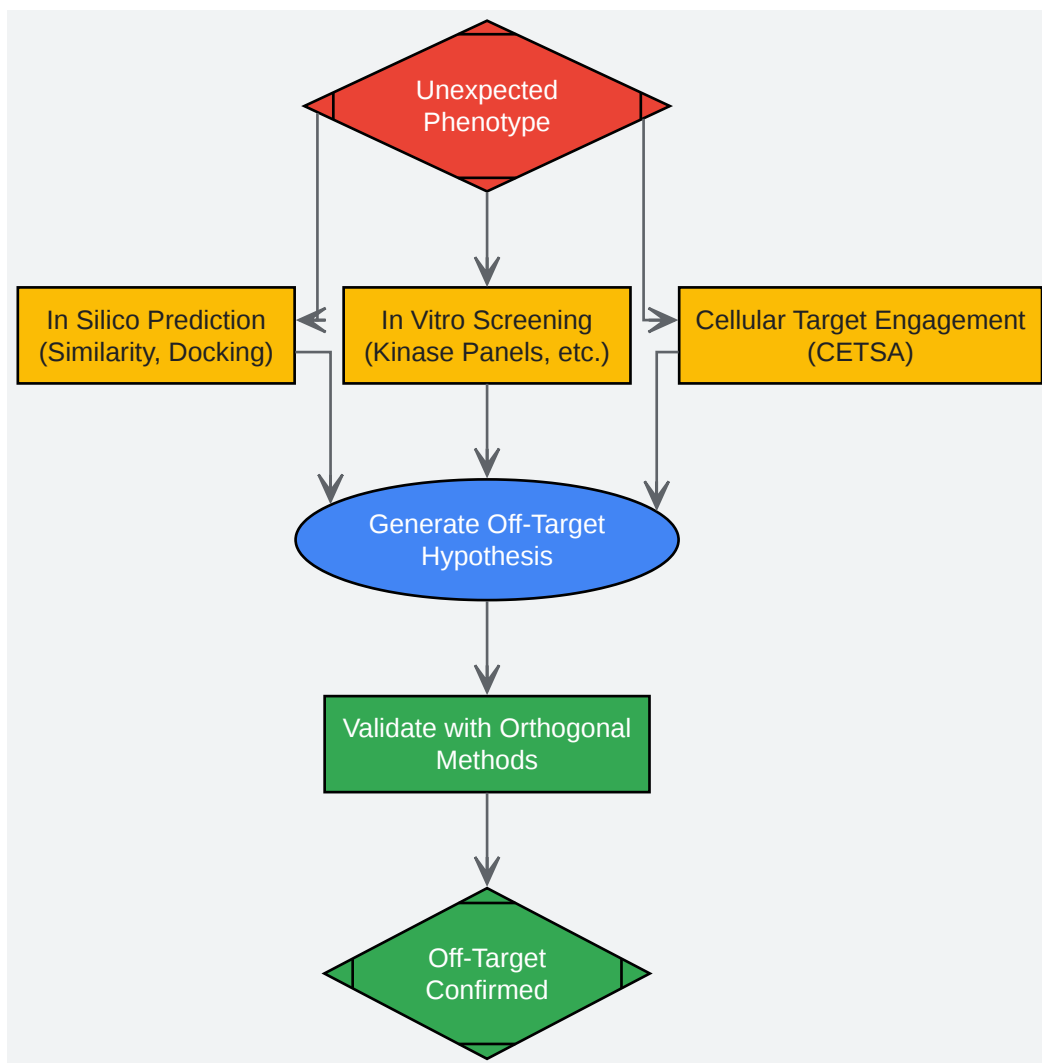 Unexpected
Phenotype
In Silico Prediction
(Similarity, Docking)
In Vitro Screening
(Kinase Panels, etc.)
Cellular Target Engagement
(CETSA)
Generate Off-Target
Hypothesis
Validate with Orthogonal
Methods
Off-Target
Confirmed